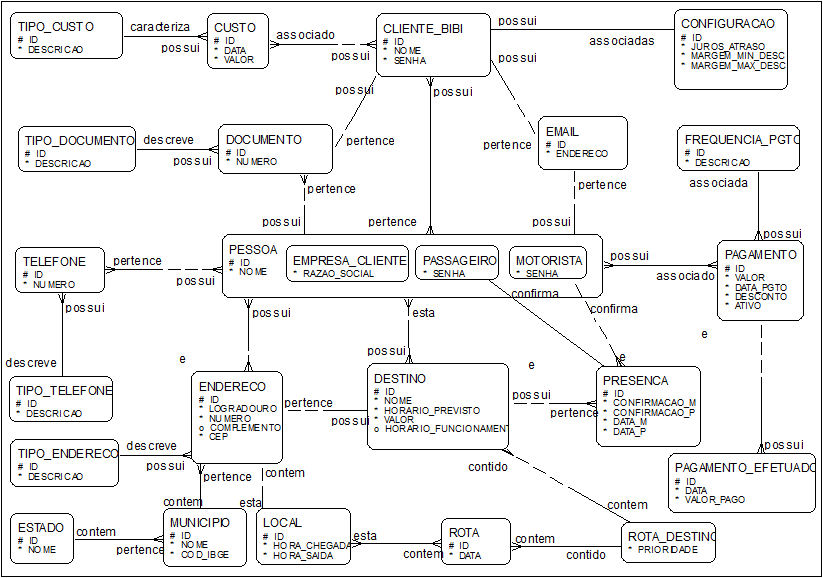 TIPO_CUSTO
# ID
* DESCRICAO
caracteriza
possui
CUSTO
# ID
* DATA
* VALOR
associado
possui
CLIENTE_BIBI
# ID
* NOME
* SENHA
possui
associadas
CONFIGURACAO
# ID
* JUROS_ATRASO
* MARGEM_MIN_DESC
* MARGEM_MAX_DESC
possui
possui
possui
TIPO_DOCUMENTO
# ID
* DESCRICAO
descreve
possui
DOCUMENTO
# ID
* NUMERO
pertence
pertence
EMAIL
# ID
* ENDERECO
FREQUENCIA_PGTO
# ID
* DESCRICAO
associada
pertence
possui
pertence
pertence
possui
possui
TELEFONE
# ID
* NUMERO
pertence
possui
PESSOA
# ID
* NOME
EMPRESA_CLIENTE
* RAZAO_SOCIAL
PASSAGEIRO
* SENHA
MOTORISTA
* SENHA
possui
associado
PAGAMENTO
# ID
* VALOR
* DATA_PGTO
* DESCONTO
* ATIVO
possui
descreve
possui
e
esta
possui
confirma
confirma
e
e
e
TIPO_TELEFONE
# ID
* DESCRICAO
ENDERECO
# ID
* LOGRADOURO
* NUMERO
o COMPLEMENTO
* CEP
pertence
possui
DESTINO
# ID
* NOME
* HORARIO_PREVISTO
* VALOR
o HORARIO_FUNCIONAMENT
possui
pertence
PRESENCA
# ID
* CONFIRMACAO_M
* CONFIRMACAO_P
* DATA_M
* DATA_P
possui
TIPO_ENDERECO
# ID
* DESCRICAO
descreve
possui
pertence
contem
contem
esta
contido
contem
PAGAMENTO_EFETUADO
# ID
* DATA
* VALOR_PAGO
ESTADO
# ID
* NOME
contem
pertence
MUNICIPIO
# ID
* NOME
* COD_IBGE
LOCAL
# ID
* HORA_CHEGADA
* HORA_SAIDA
esta
contem
ROTA
# ID
* DATA
contem
contido
ROTA_DESTINO
* PRIORIDADE